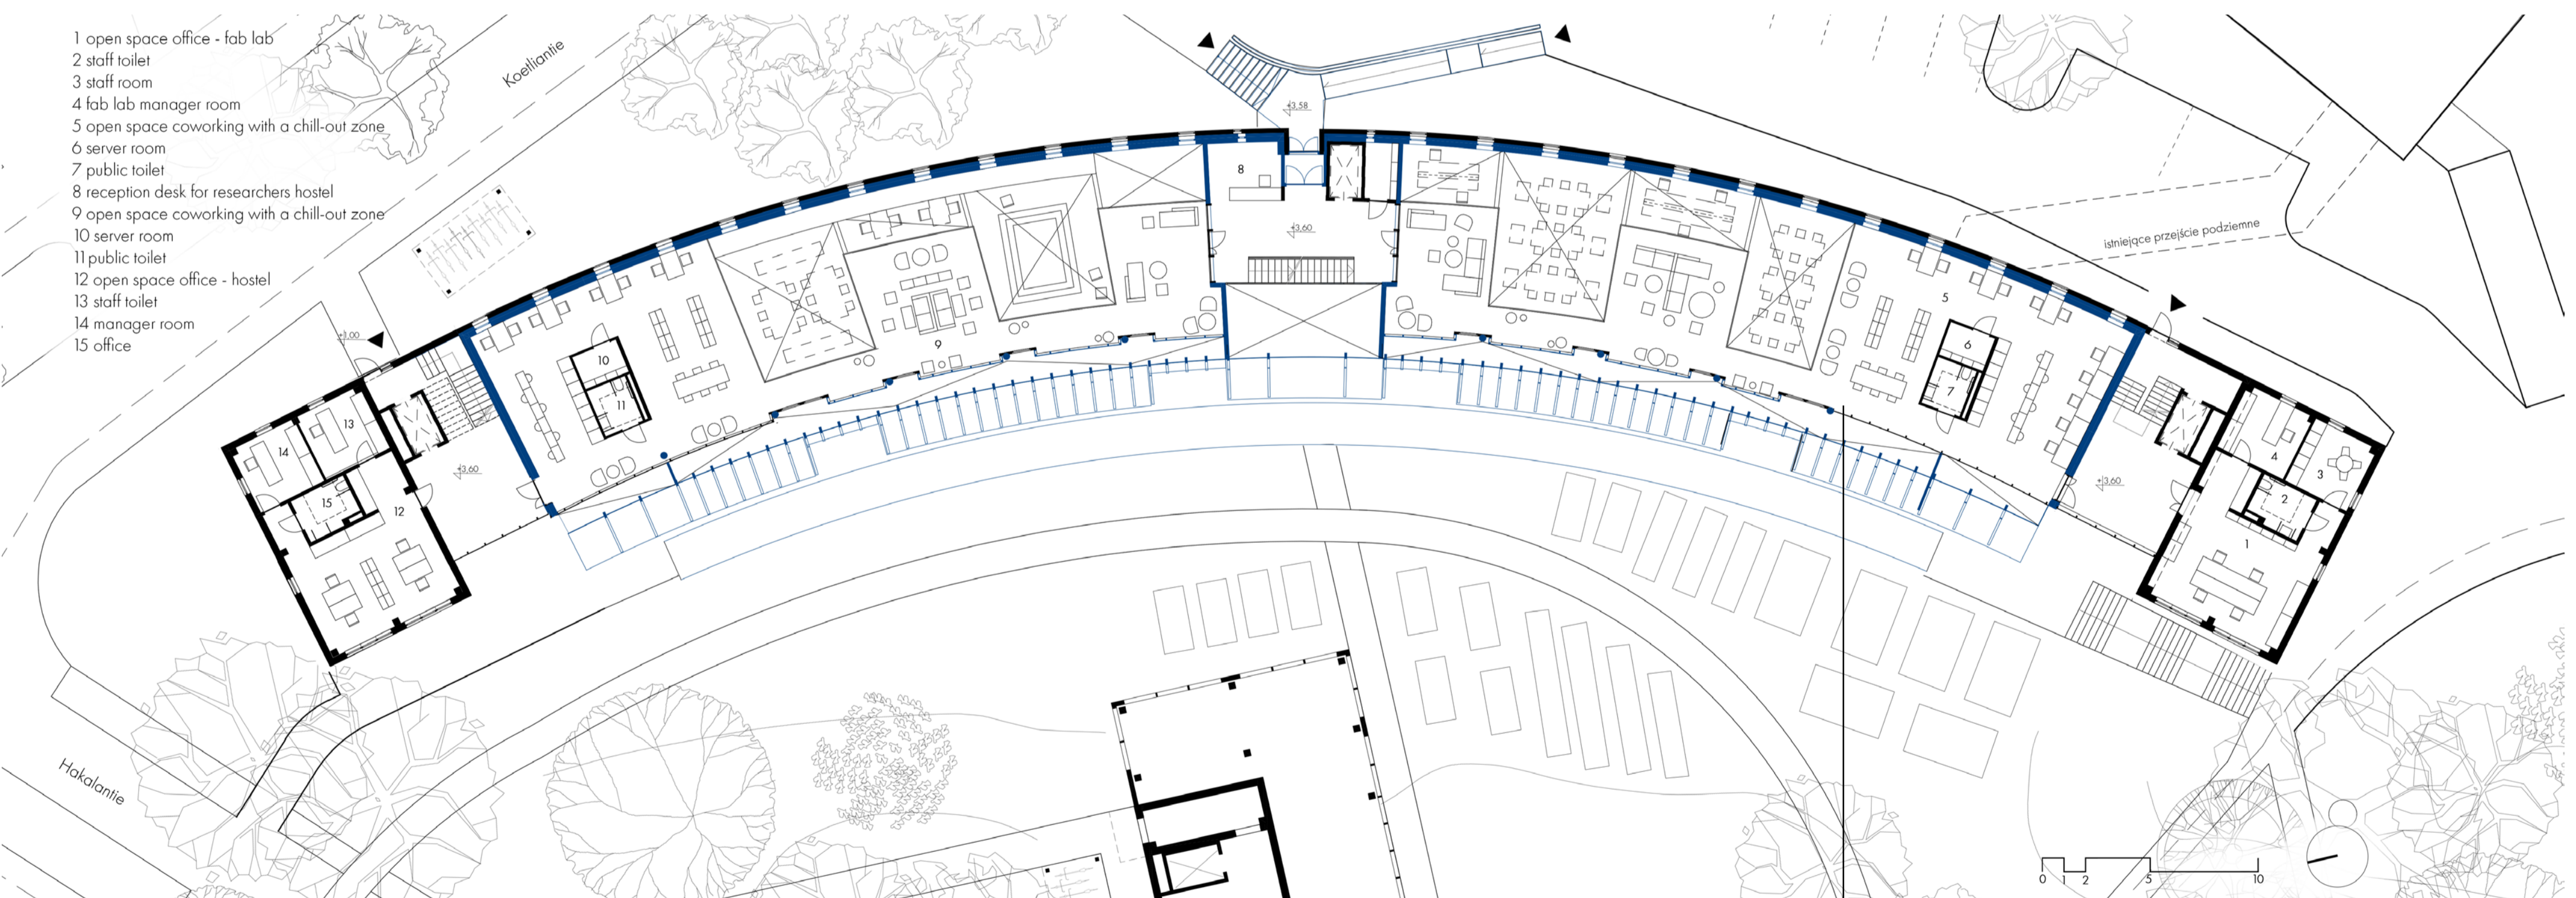 1 open space office - fab lab
2 staff toilet
3 staff room
4 fab lab manager room
5 open space coworking with a chill-out zone
6 server room
7 public toilet
8 reception desk for researchers hostel
9 open space coworking with a chill-out zone
10 server room
11 public toilet
12 open space office - hostel
13 staff toilet
14 manager room
15 office
Koetliantie
+3,58
8
+3,60
istniejące przejście podziemne
5
6
7
9
10
11
13
14
15
12
+3,60
+3,60
4
3
2
1
Hakalantie
0 1 2 5 10